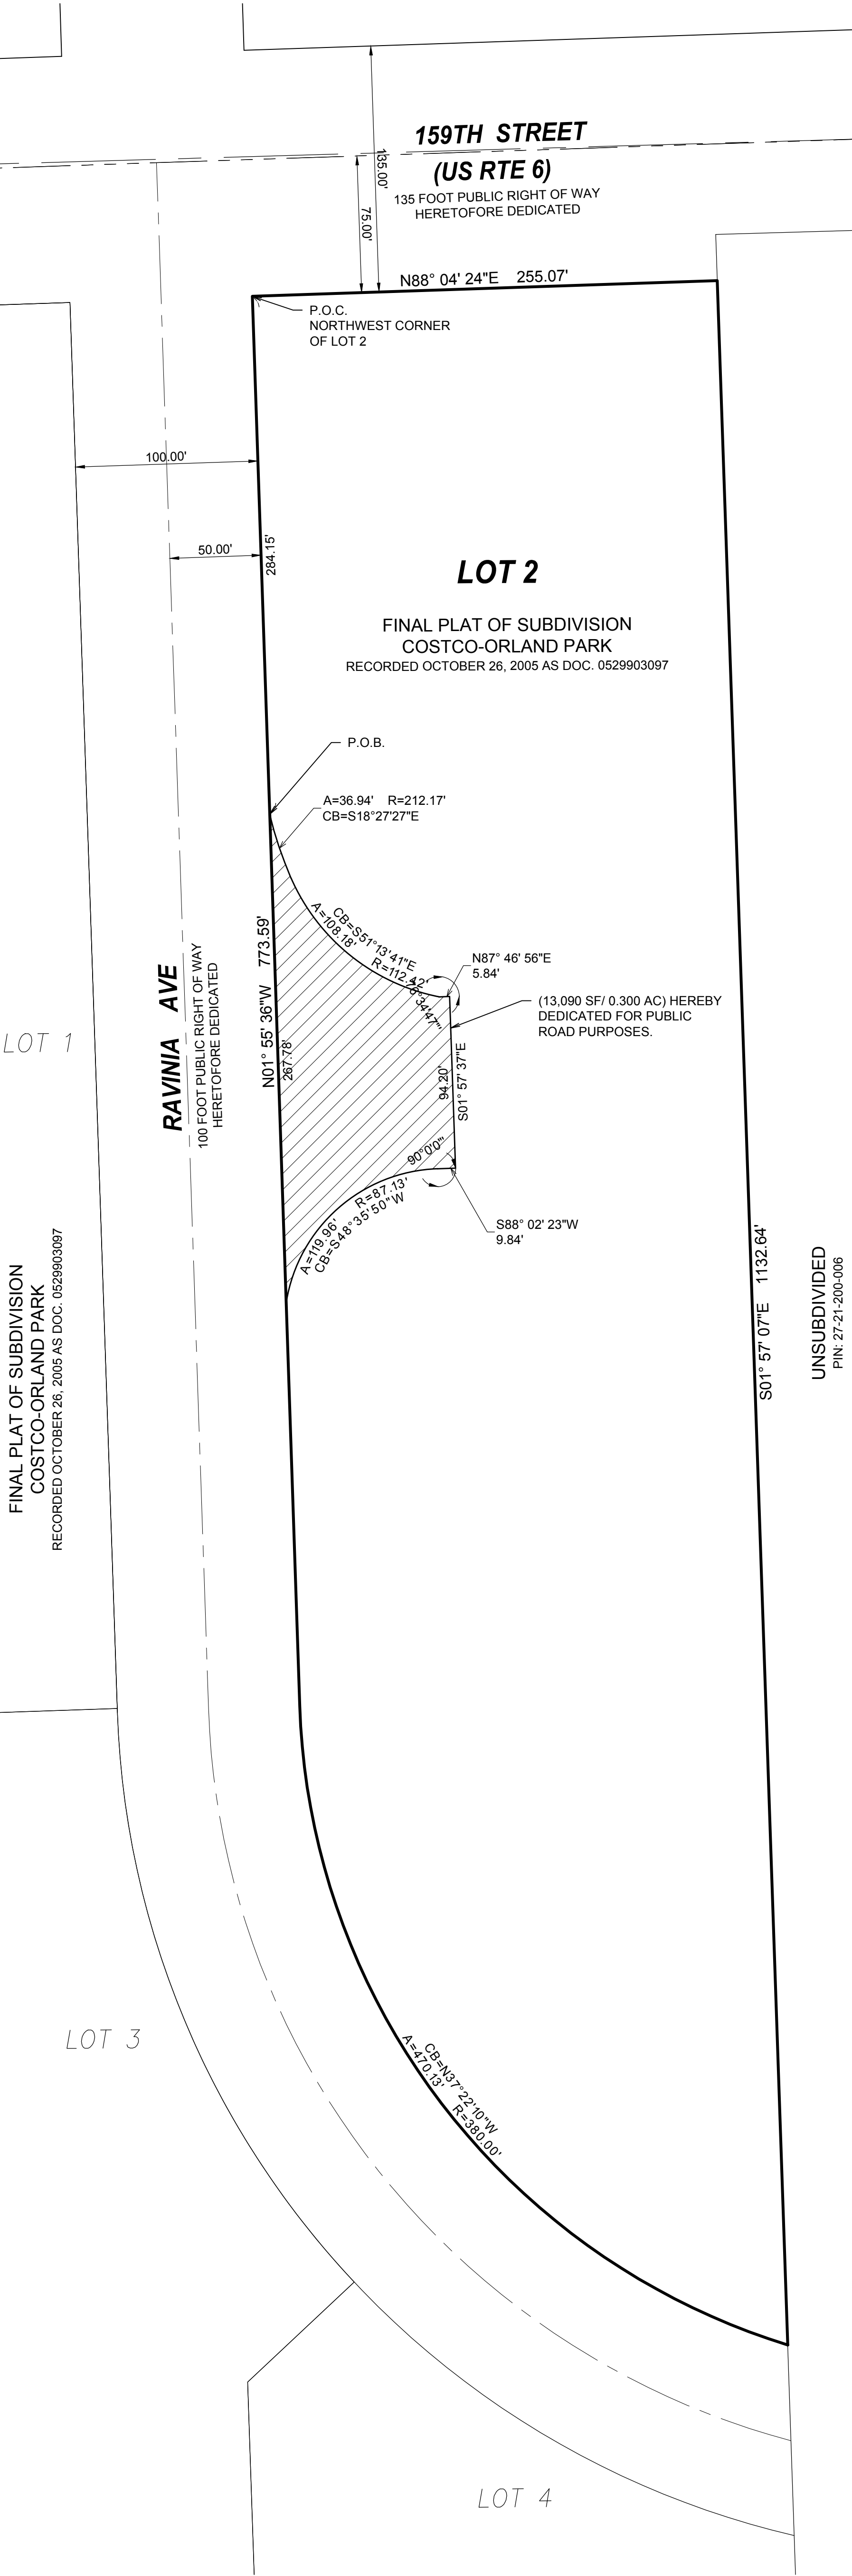 159TH STREET
(US RTE 6)
135 FOOT PUBLIC RIGHT OF WAY
HERETOFORE DEDICATED
135.00'
75.00'
N88° 04' 24"E 255.07'
P.O.C.
NORTHWEST CORNER
OF LOT 2
100.00'
50.00'
284.15'
LOT 2
FINAL PLAT OF SUBDIVISION
COSTCO-ORLAND PARK
RECORDED OCTOBER 26, 2005 AS DOC. 0529903097
P.O.B.
A=36.94' R=212.17'
CB=S18°27'27"E
CB=S51°13'41"E
A=108.18'
R=112.42'
78°34'47"
N87° 46' 56"E
5.84'
(13,090 SF/ 0.300 AC) HEREBY
DEDICATED FOR PUBLIC
ROAD PURPOSES.
N01° 55' 36"W 773.59'
267.78'
RAVINIA AVE
100 FOOT PUBLIC RIGHT OF WAY
HERETOFORE DEDICATED
LOT 1
94.20'
S01° 57' 37"E
90°0'0"
R=87.13'
A=119.96'
CB=S48°35'50"W
S88° 02' 23"W
9.84'
FINAL PLAT OF SUBDIVISION
COSTCO-ORLAND PARK
RECORDED OCTOBER 26, 2005 AS DOC. 0529903097
S01° 57' 07"E 1132.64'
UNSUBDIVIDED
PIN: 27-21-200-006
LOT 3
CB=N37°22'10"W
A=470.13'
R=380.00'
LOT 4